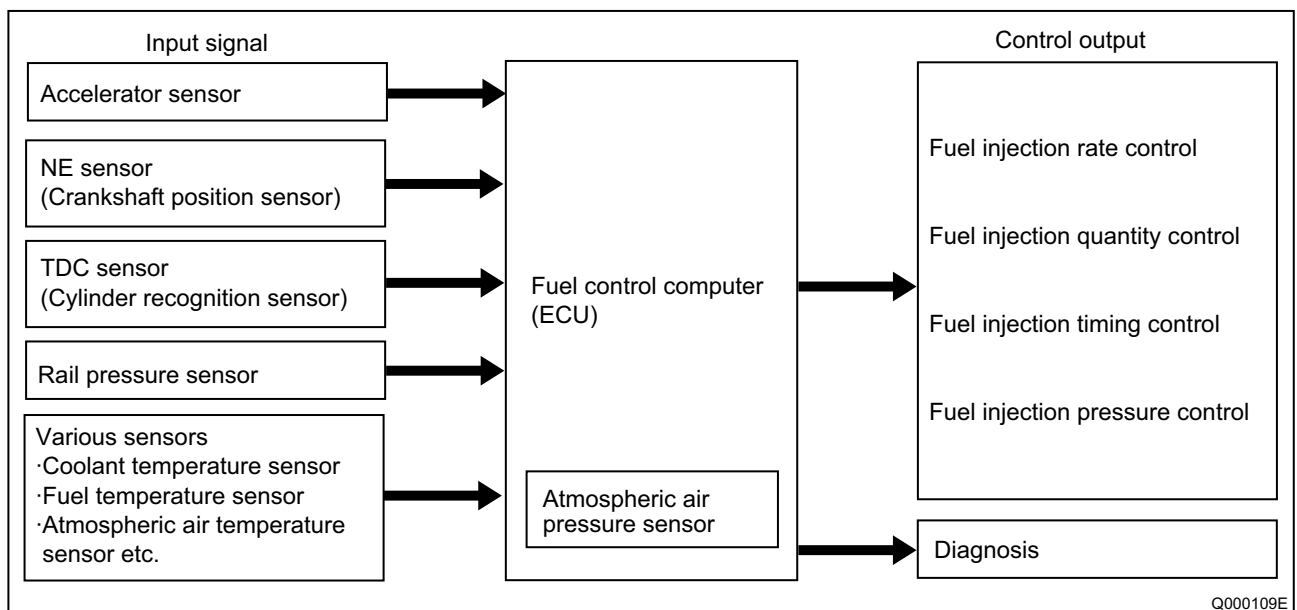 Input signal
Accelerator sensor
NE sensor
(Crankshaft position sensor)
TDC sensor
(Cylinder recognition sensor)
Rail pressure sensor
Various sensors
·Coolant temperature sensor
·Fuel temperature sensor
·Atmospheric air temperature
sensor etc.
Fuel control computer
(ECU)
Atmospheric air
pressure sensor
Control output
Fuel injection rate control
Fuel injection quantity control
Fuel injection timing control
Fuel injection pressure control
Diagnosis
Q000109E